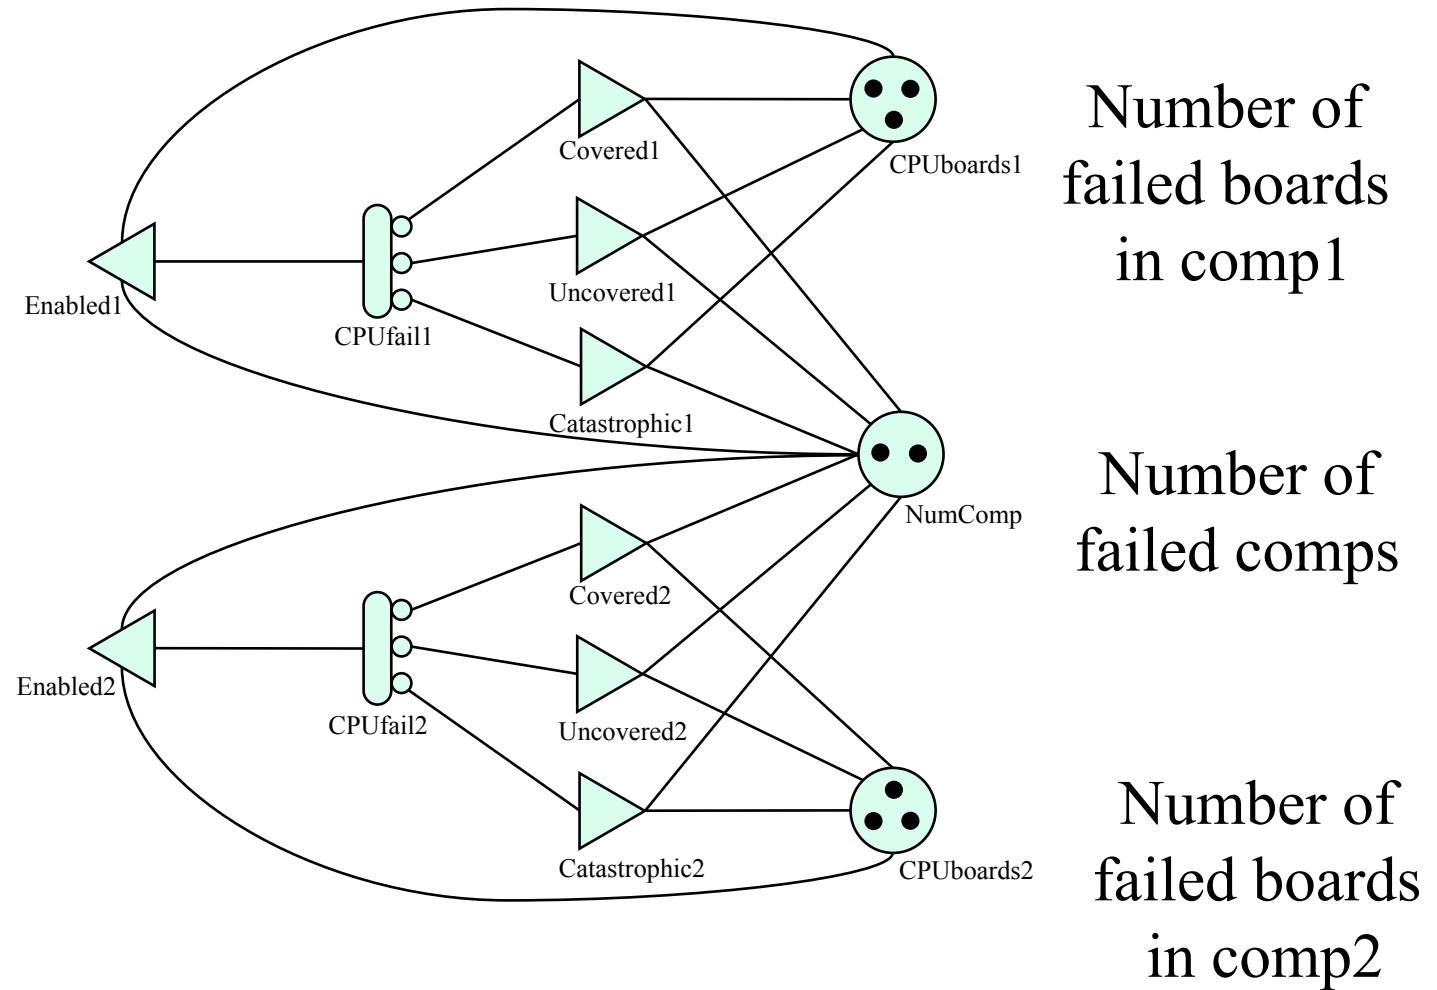 Covered1
CPUboards1
Number of
failed boards
in comp1
Uncovered1
Enabled1
CPUfail1
Catastrophic1
NumComp
Number of
failed comps
Covered2
Enabled2
CPUfail2
Uncovered2
Catastrophic2
CPUboards2
Number of
failed boards
in comp2